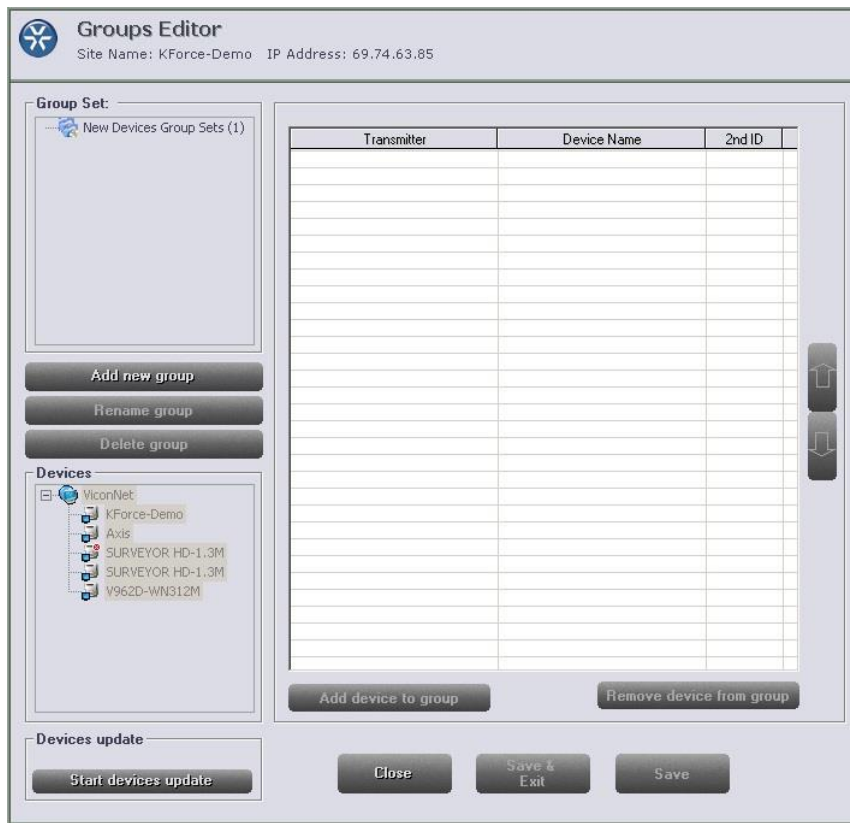 Groups Editor
Site Name: KForce-Demo IP Address: 69.74.63.85
Group Set:
New Devices Group Sets (1)
Add new group
Rename group
Delete group
Devices
ViconNet
KForce-Demo
Axis
SURVEYOR HD-1.3M
SURVEYOR HD-1.3M
V962D-WN312M
Devices update
Start devices update
Transmitter Device Name 2nd ID
Add device to group Remove device from group
Close Save & Exit Save